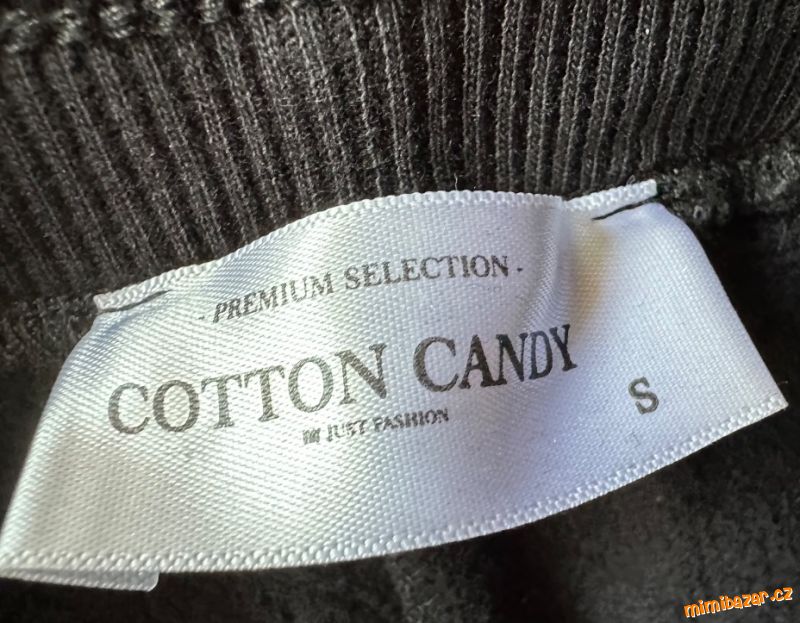 - PREMIUM SELECTION -
COTTON CANDY
JUST FASHION
S
mimibazar.cz